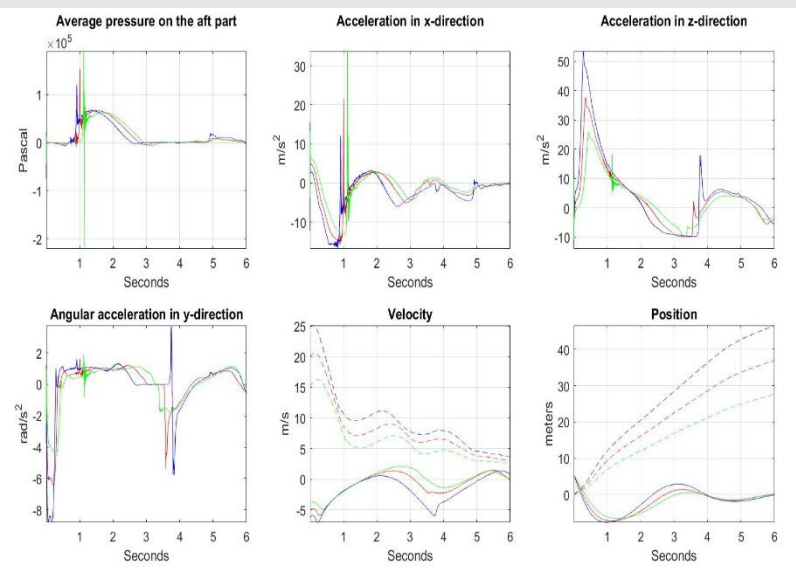 Average pressure on the aft part
×10⁵
1
0
-1
-2
Pascal
1 2 3 4 5 6
Seconds
Acceleration in x-direction
30
20
10
0
-10
m/s²
1 2 3 4 5 6
Seconds
Acceleration in z-direction
50
40
30
20
10
0
-10
m/s²
1 2 3 4 5 6
Seconds
Angular acceleration in y-direction
2
0
-2
-4
-6
-8
rad/s²
1 2 3 4 5 6
Seconds
Velocity
25
20
15
10
5
0
-5
m/s
1 2 3 4 5 6
Seconds
Position
40
30
20
10
0
meters
1 2 3 4 5 6
Seconds